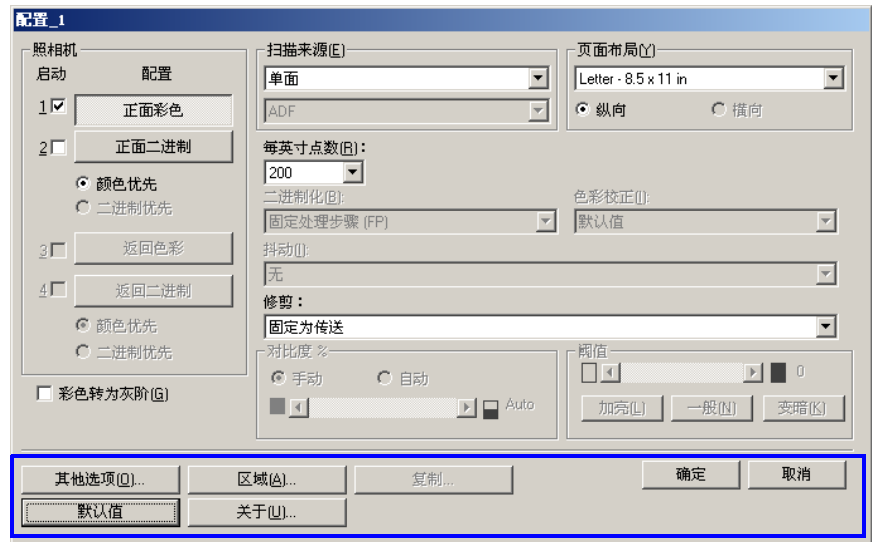 配置_1
照相机
启动 配置
1 正面彩色
2 正面二进制
颜色优先
二进制优先
3 返回色彩
4 返回二进制
颜色优先
二进制优先
彩色转为灰阶(G)
扫描来源(E)
单面
ADF
页面布局(Y)
Letter - 8.5 x 11 in
纵向 横向
每英寸点数(R)：
200
二进制化(B):
固定处理步骤 (FP)
色彩校正(I):
默认值
抖动(I):
无
修剪：
固定为传送
对比度 %
手动 自动
Auto
阈值
0
加亮(L) 一般(N) 变暗(K)
其他选项(O)... 区域(A)... 复制... 确定 取消
默认值 关于(U)...